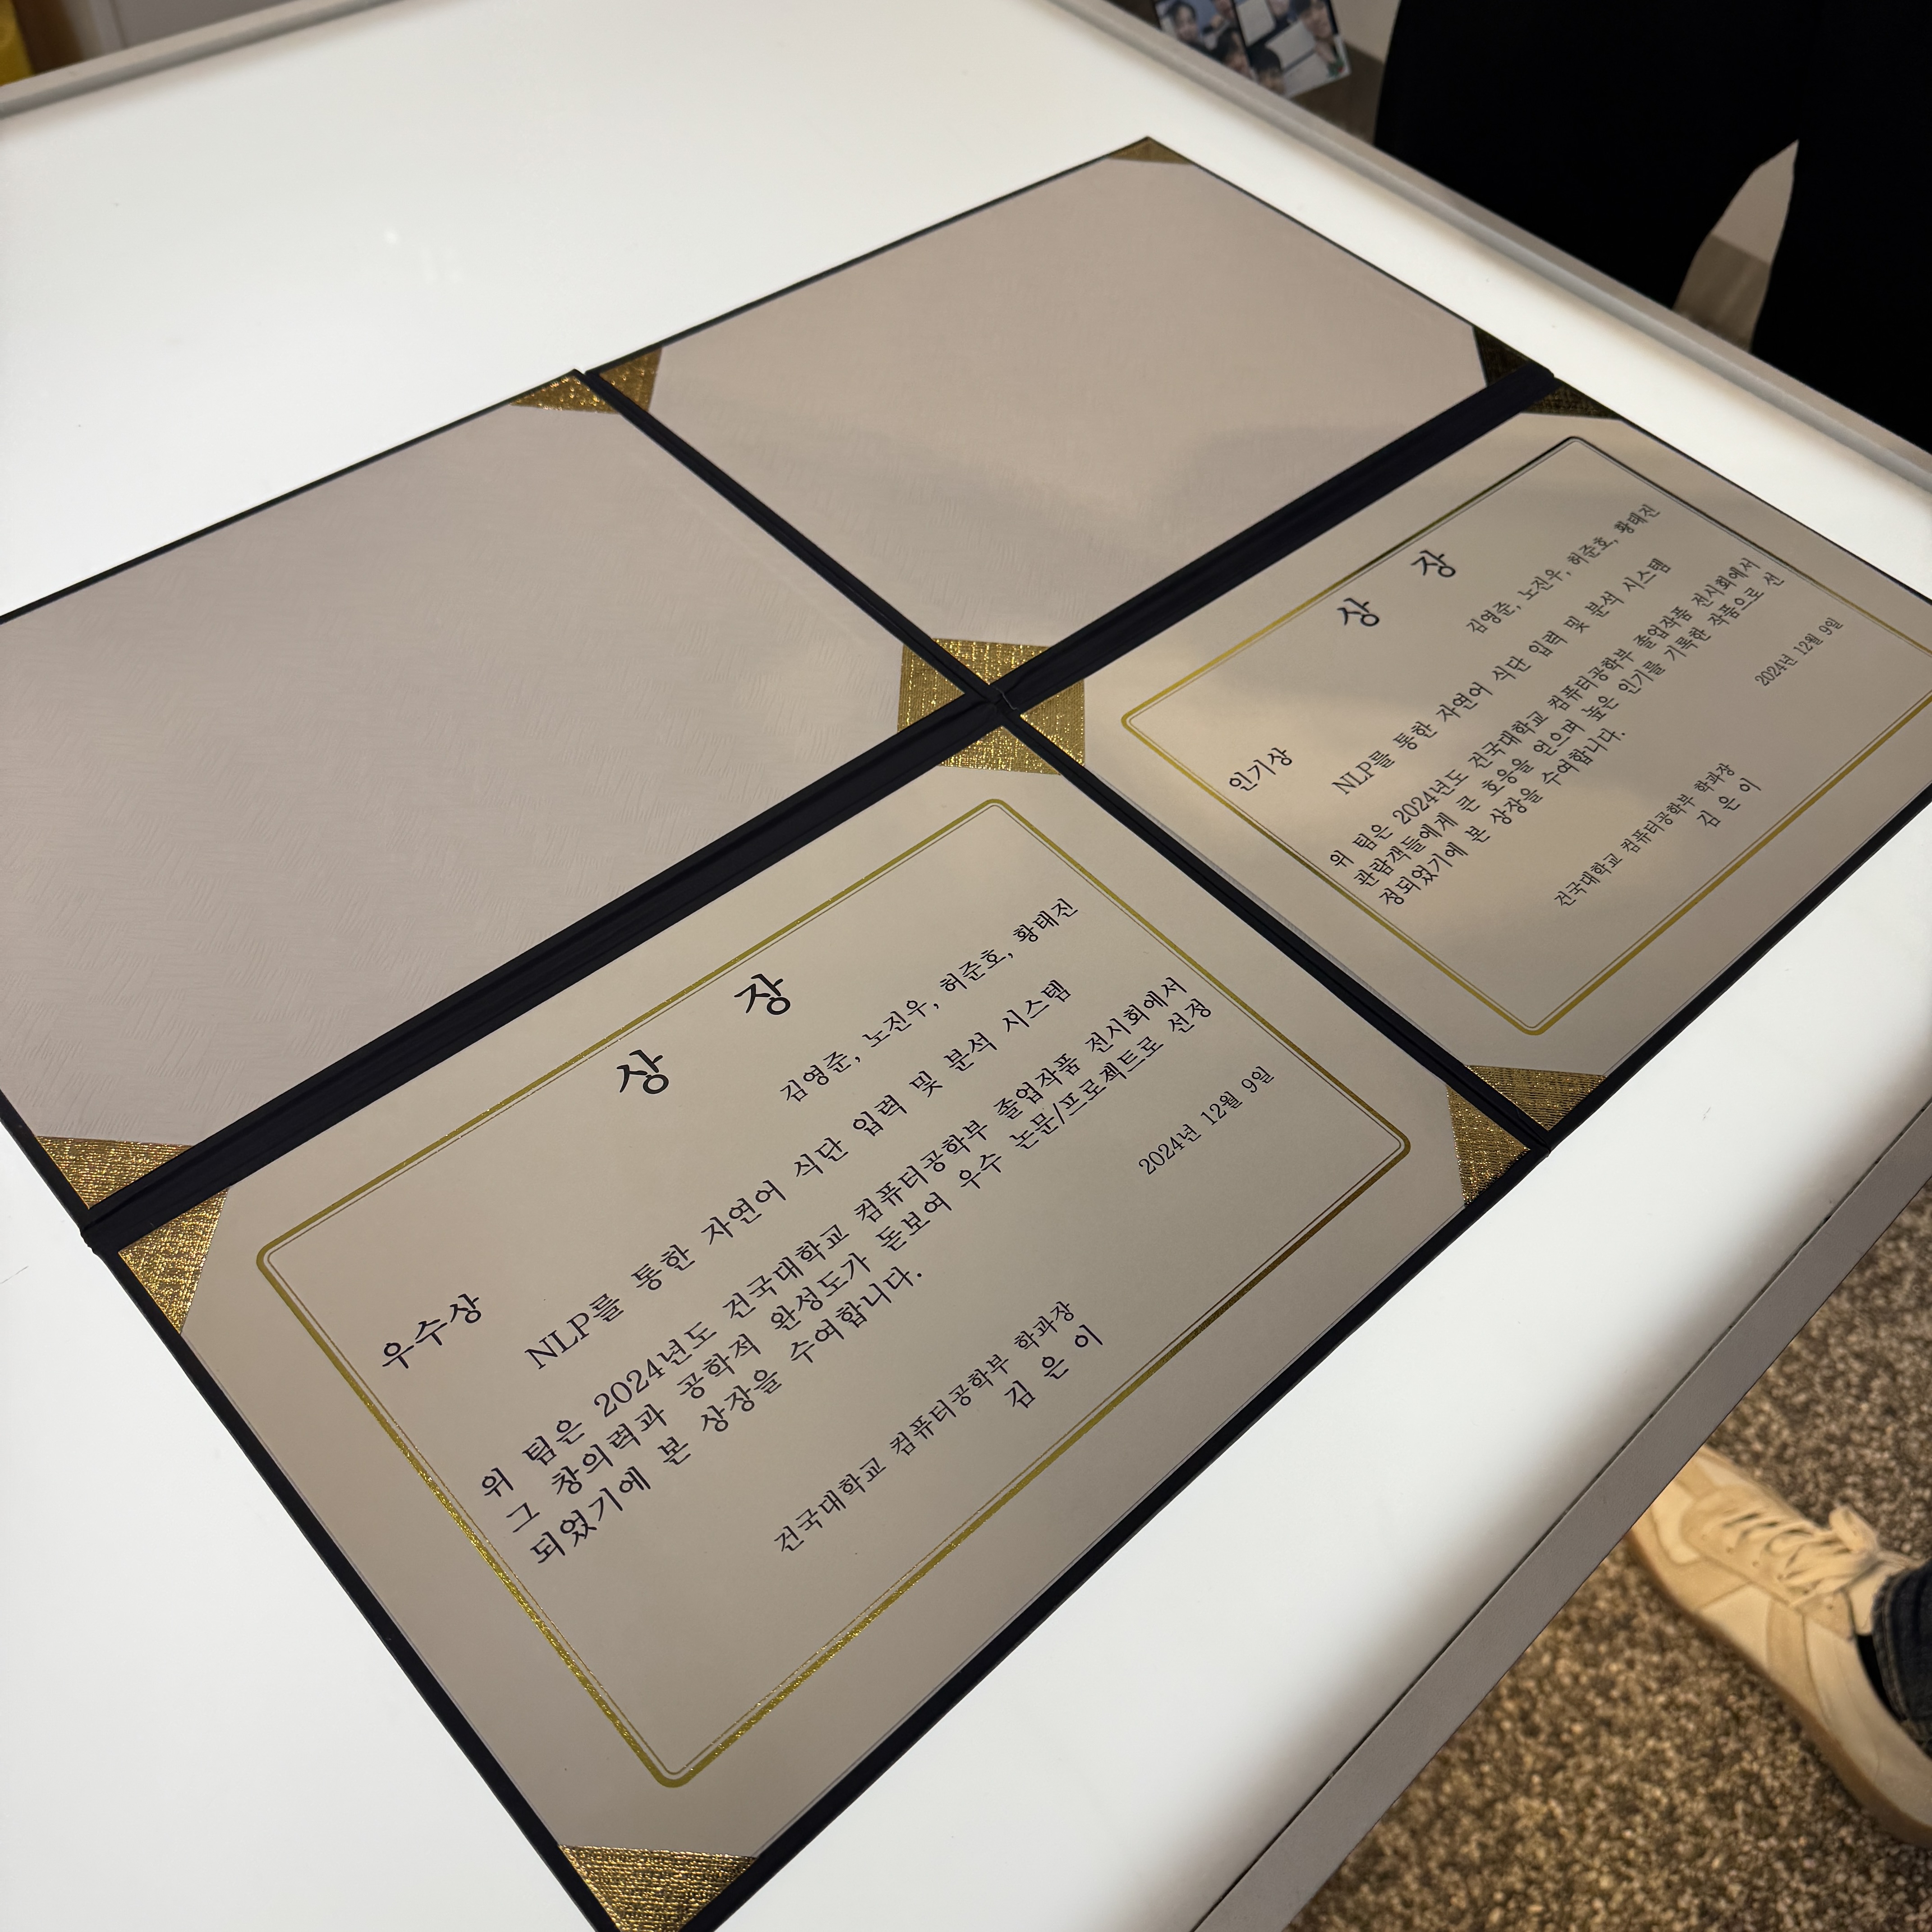 상 장
우수상
김영준, 노진우, 허준호, 황태진
NLP를 통한 자연어 식단 입력 및 분석 시스템
위 팀은 2024년도 건국대학교 컴퓨터공학부 졸업작품 전시회에서
그 창의력과 공학적 완성도가 돋보여 우수 논문/프로젝트로 선정
되었기에 본 상장을 수여합니다.
2024년 12월 9일
건국대학교 컴퓨터공학부 학과장
김 은 이
상 장
인기상
김영준, 노진우, 허준호, 황태진
NLP를 통한 자연어 식단 입력 및 분석 시스템
위 팀은 2024년도 건국대학교 컴퓨터공학부 졸업작품 전시회에서
관람객들에게 큰 호응을 얻으며 높은 인기를 기록한 작품으로 선
정되었기에 본 상장을 수여합니다.
2024년 12월 9일
건국대학교 컴퓨터공학부 학과장
김 은 이